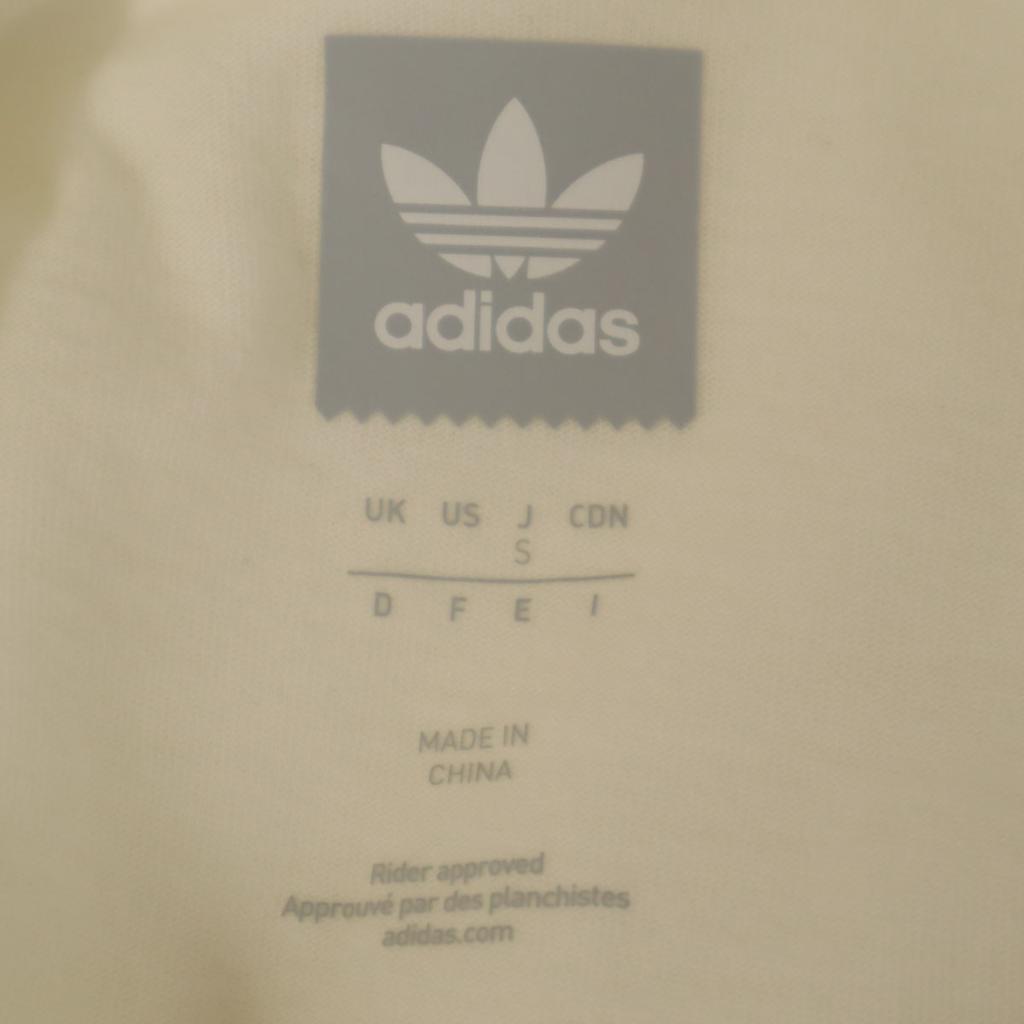 adidas
UK US J CDN
S
D F E I
MADE IN
CHINA
Rider approved
Approuvé par des planchistes
adidas.com